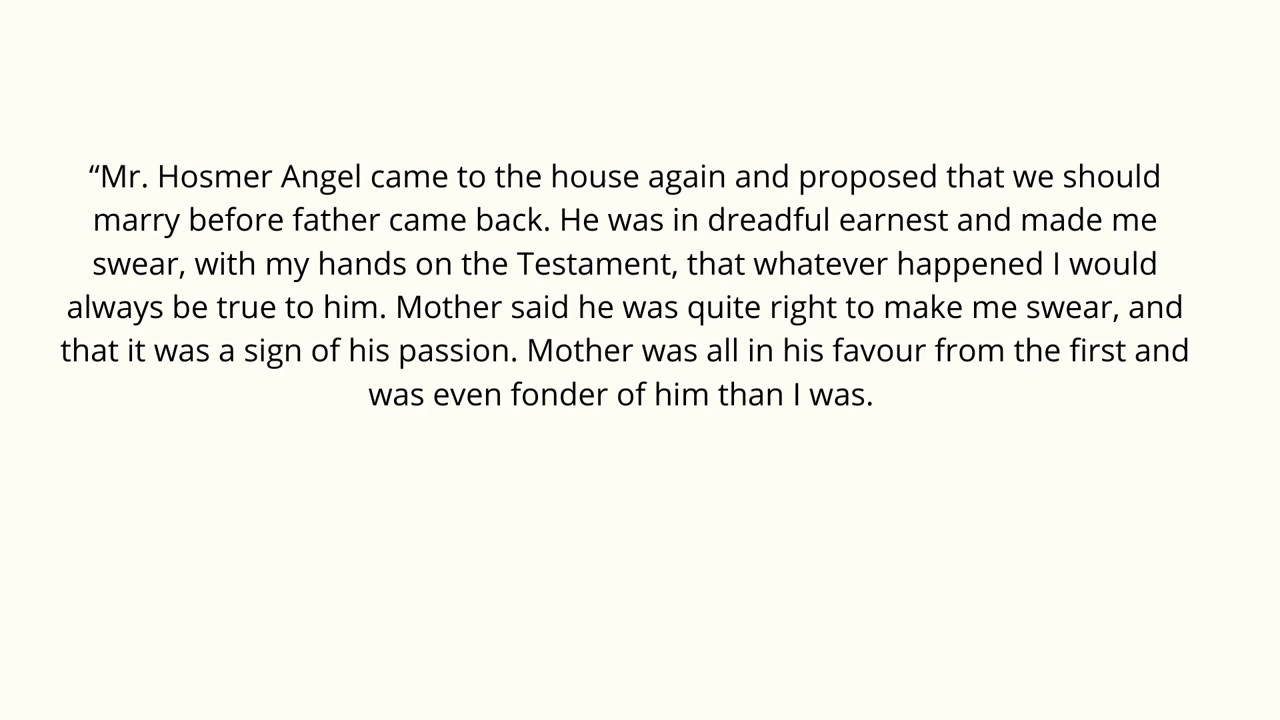 “Mr. Hosmer Angel came to the house again and proposed that we should
marry before father came back. He was in dreadful earnest and made me
swear, with my hands on the Testament, that whatever happened I would
always be true to him. Mother said he was quite right to make me swear, and
that it was a sign of his passion. Mother was all in his favour from the first and
was even fonder of him than I was.